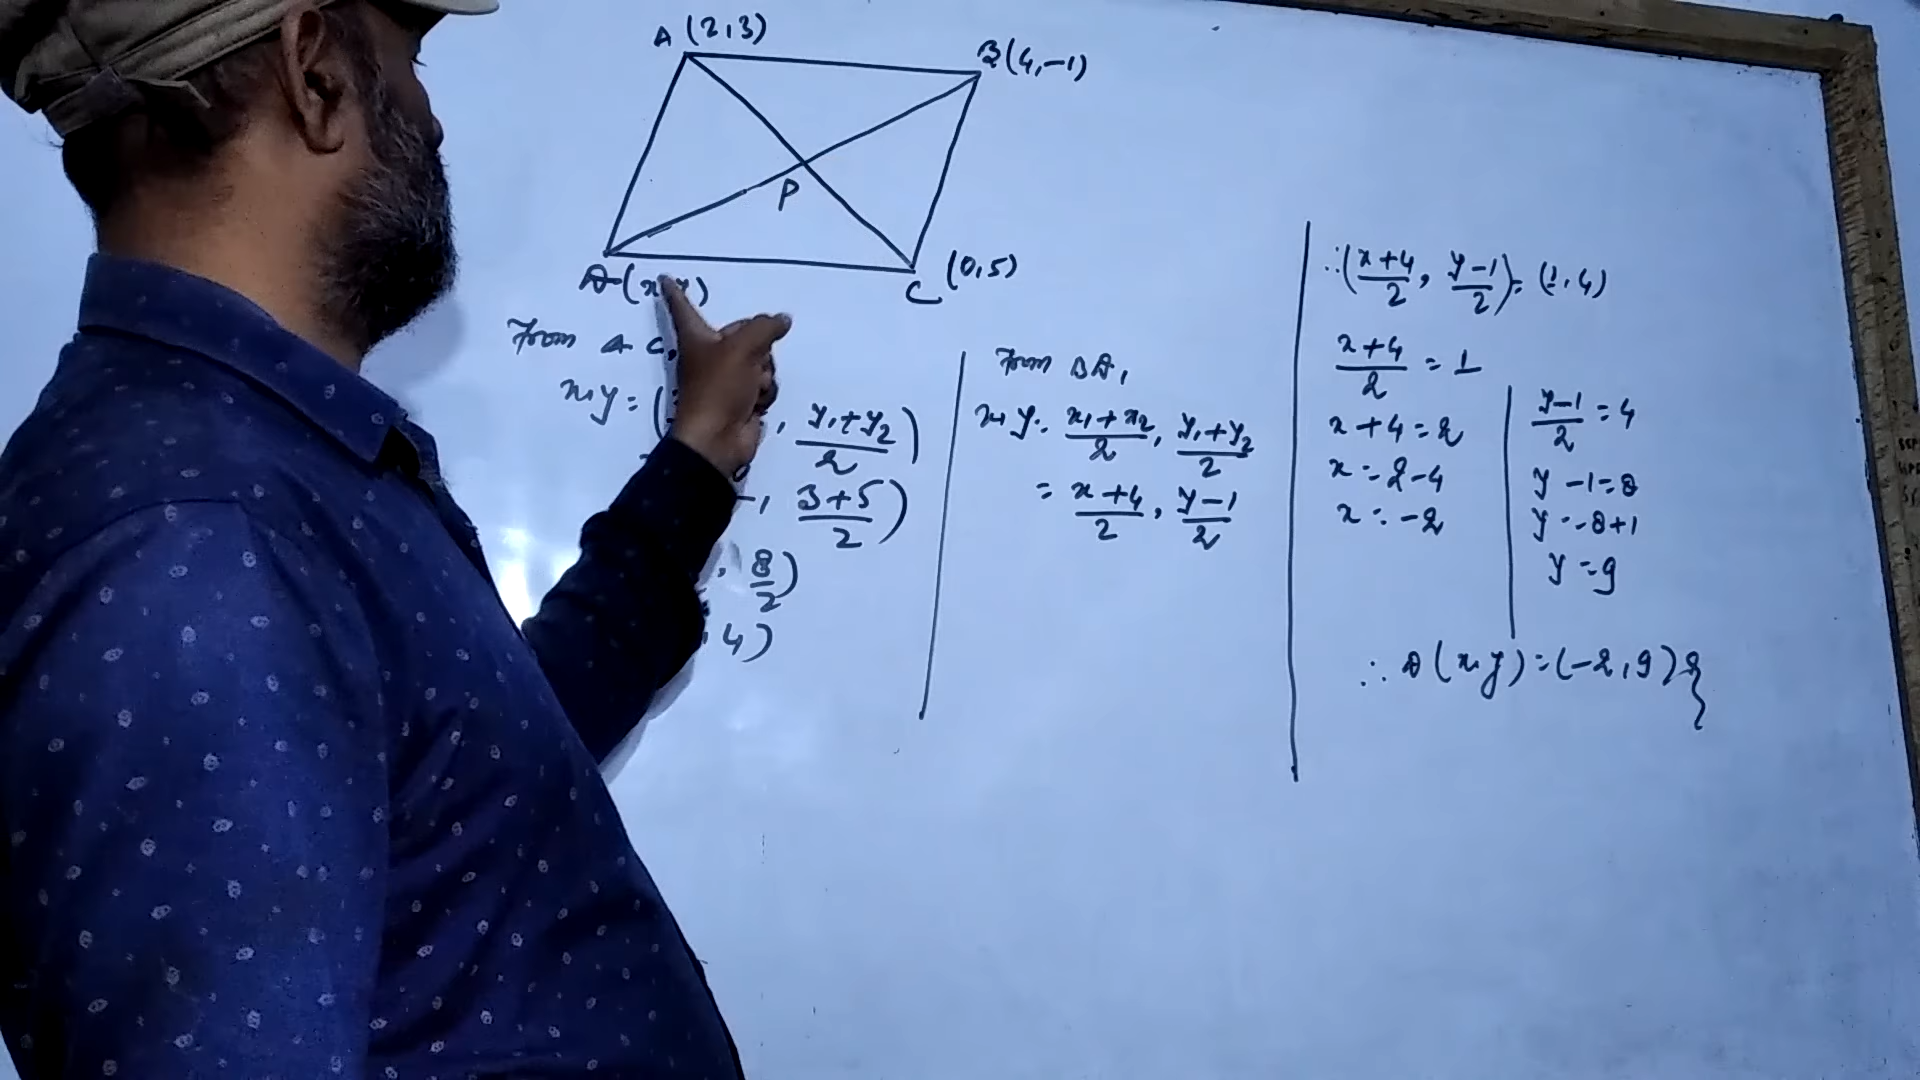 A (2,3)
B(4,-1)
P
D(x,y)
C (0,5)
From AC,
x,y = ( , y₁+y₂/2)
, 3+5/2)
, 8/2)
, 4)
From BD,
x,y = x₁+x₂/2, y₁+y₂/2
= x+4/2, y-1/2
∴(x+4/2, y-1/2) = (1,4)
x+4/2 = 1
x+4=2
x=2-4
x=-2
y-1/2 = 4
y-1=8
y=8+1
y=9
∴ D(x,y)=(-2,9)